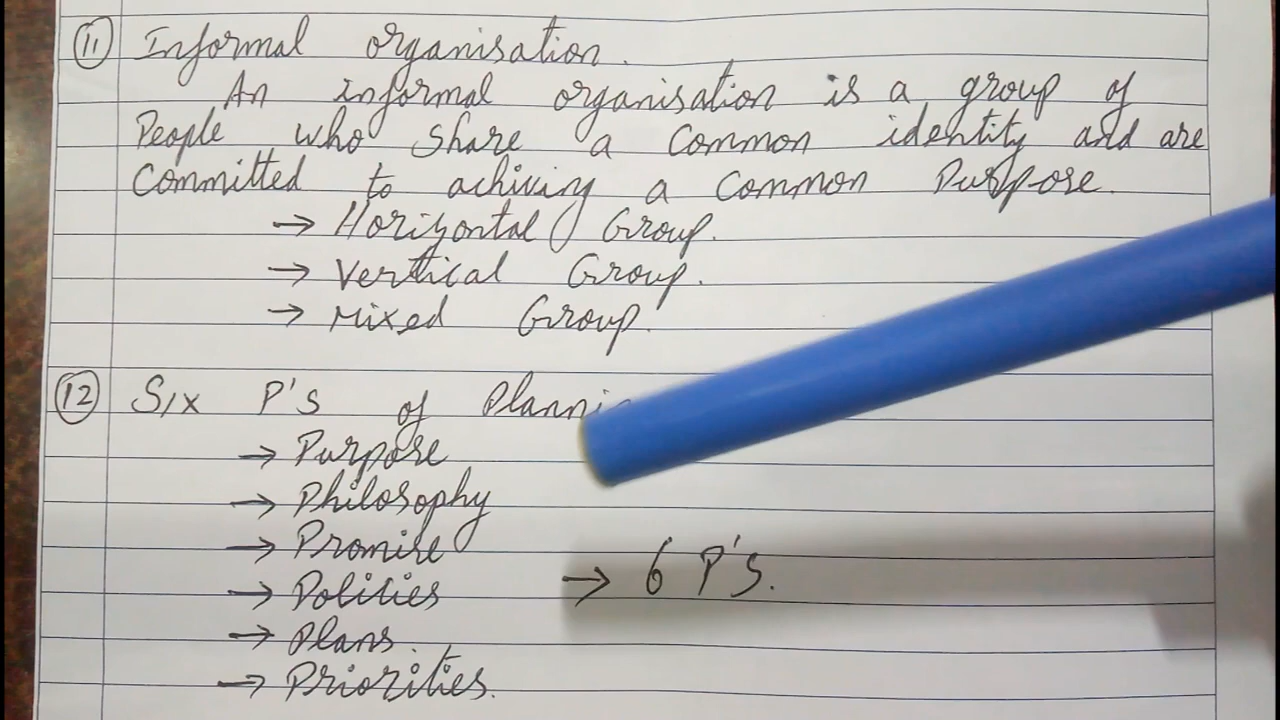 11 Informal organisation.
An informal organisation is a group of
People who share a common identity and are
Committed to achiving a common Purpose.
→ Horizontal Group.
→ Vertical Group.
→ Mixed Group.
12 Six P's of
→ Purpose
→ Philosophy
→ Promise
→ Policies
→ 6 P's.
→ Plans.
→ Priorities.